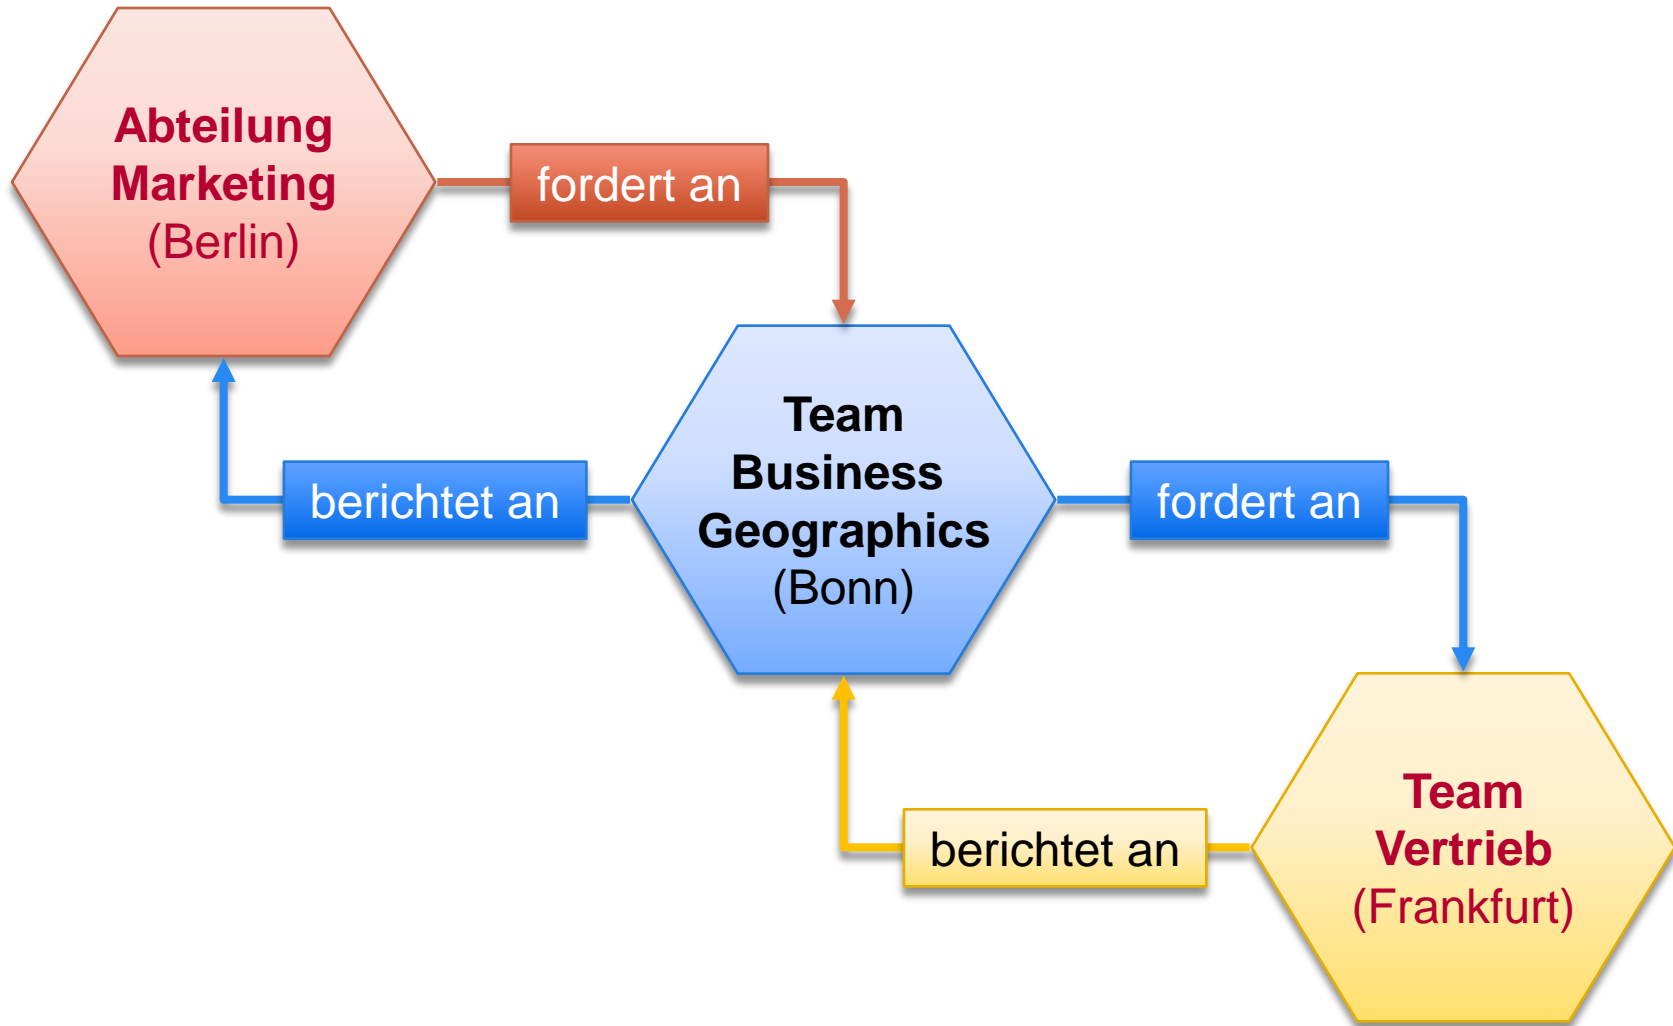 Abteilung
Marketing
(Berlin)
fordert an
berichtet an
Team
Business
Geographics
(Bonn)
fordert an
berichtet an
Team
Vertrieb
(Frankfurt)